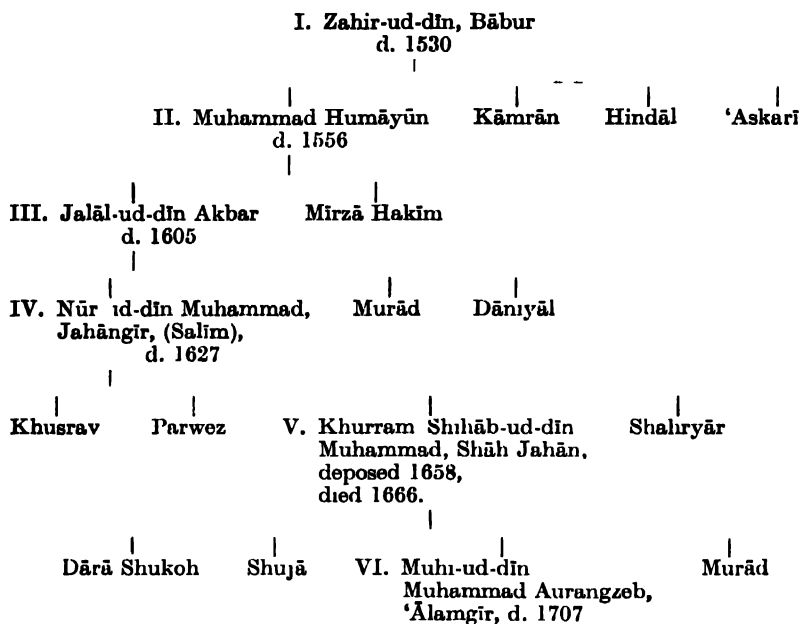 I. Zahir-ud-dīn, Bābur
d. 1530
II. Muhammad Humāyūn Kāmrān Hindāl ‘Askarī
d. 1556
III. Jalāl-ud-dīn Akbar Mīrzā Hakīm
d. 1605
IV. Nūr ud-dīn Muhammad, Murād Dānıyāl
Jahāngīr, (Salīm),
d. 1627
Khusrav Parwez V. Khurram Shıhāb-ud-dīn Shahryār
Muhammad, Shāh Jahān,
deposed 1658,
died 1666.
Dārā Shukoh Shujā VI. Muhı-ud-dīn Murād
Muhammad Aurangzeb,
‘Ālamgīr, d. 1707